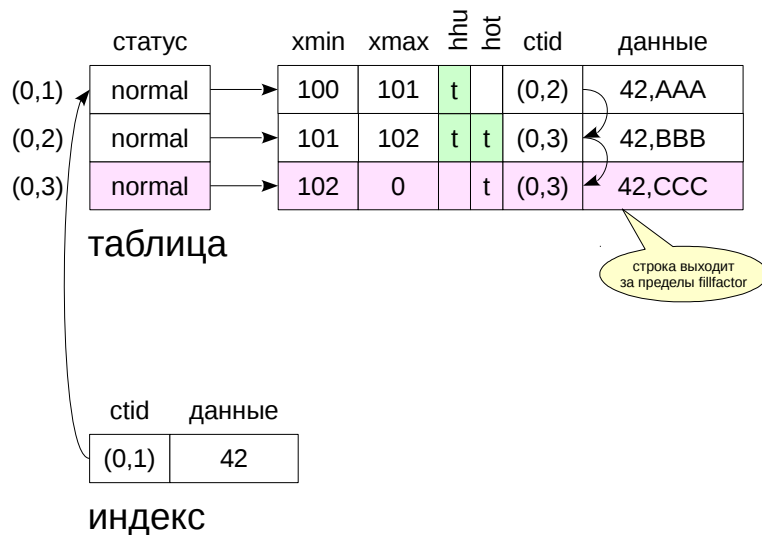 статус xmin xmax hhu hot ctid данные
(0,1) normal 100 101 t (0,2) 42,AAA
(0,2) normal 101 102 t t (0,3) 42,BBB
(0,3) normal 102 0 t (0,3) 42,CCC
таблица
строка выходит
за пределы fillfactor
ctid данные
(0,1) 42
индекс